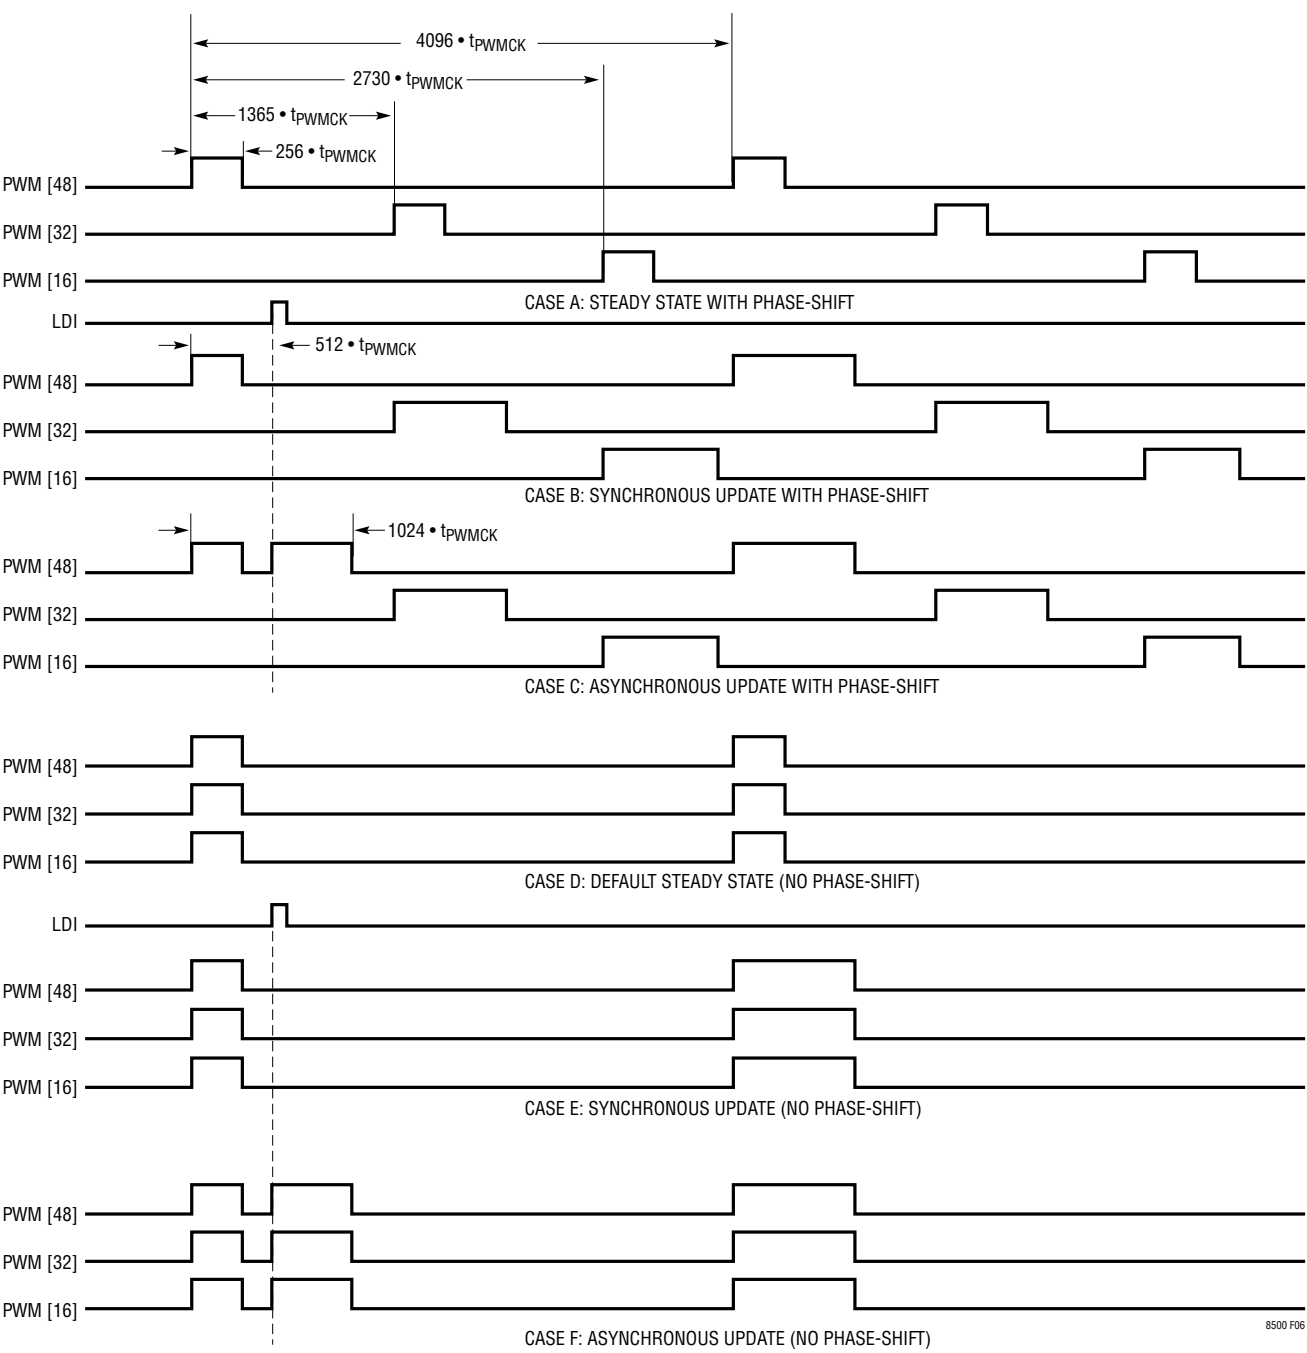 4096 • tPWMCK
2730 • tPWMCK
1365 • tPWMCK
256 • tPWMCK
PWM [48]
PWM [32]
PWM [16]
CASE A: STEADY STATE WITH PHASE-SHIFT
LDI
512 • tPWMCK
PWM [48]
PWM [32]
PWM [16]
CASE B: SYNCHRONOUS UPDATE WITH PHASE-SHIFT
1024 • tPWMCK
PWM [48]
PWM [32]
PWM [16]
CASE C: ASYNCHRONOUS UPDATE WITH PHASE-SHIFT
PWM [48]
PWM [32]
PWM [16]
CASE D: DEFAULT STEADY STATE (NO PHASE-SHIFT)
LDI
PWM [48]
PWM [32]
PWM [16]
CASE E: SYNCHRONOUS UPDATE (NO PHASE-SHIFT)
PWM [48]
PWM [32]
PWM [16]
8500 F06
CASE F: ASYNCHRONOUS UPDATE (NO PHASE-SHIFT)